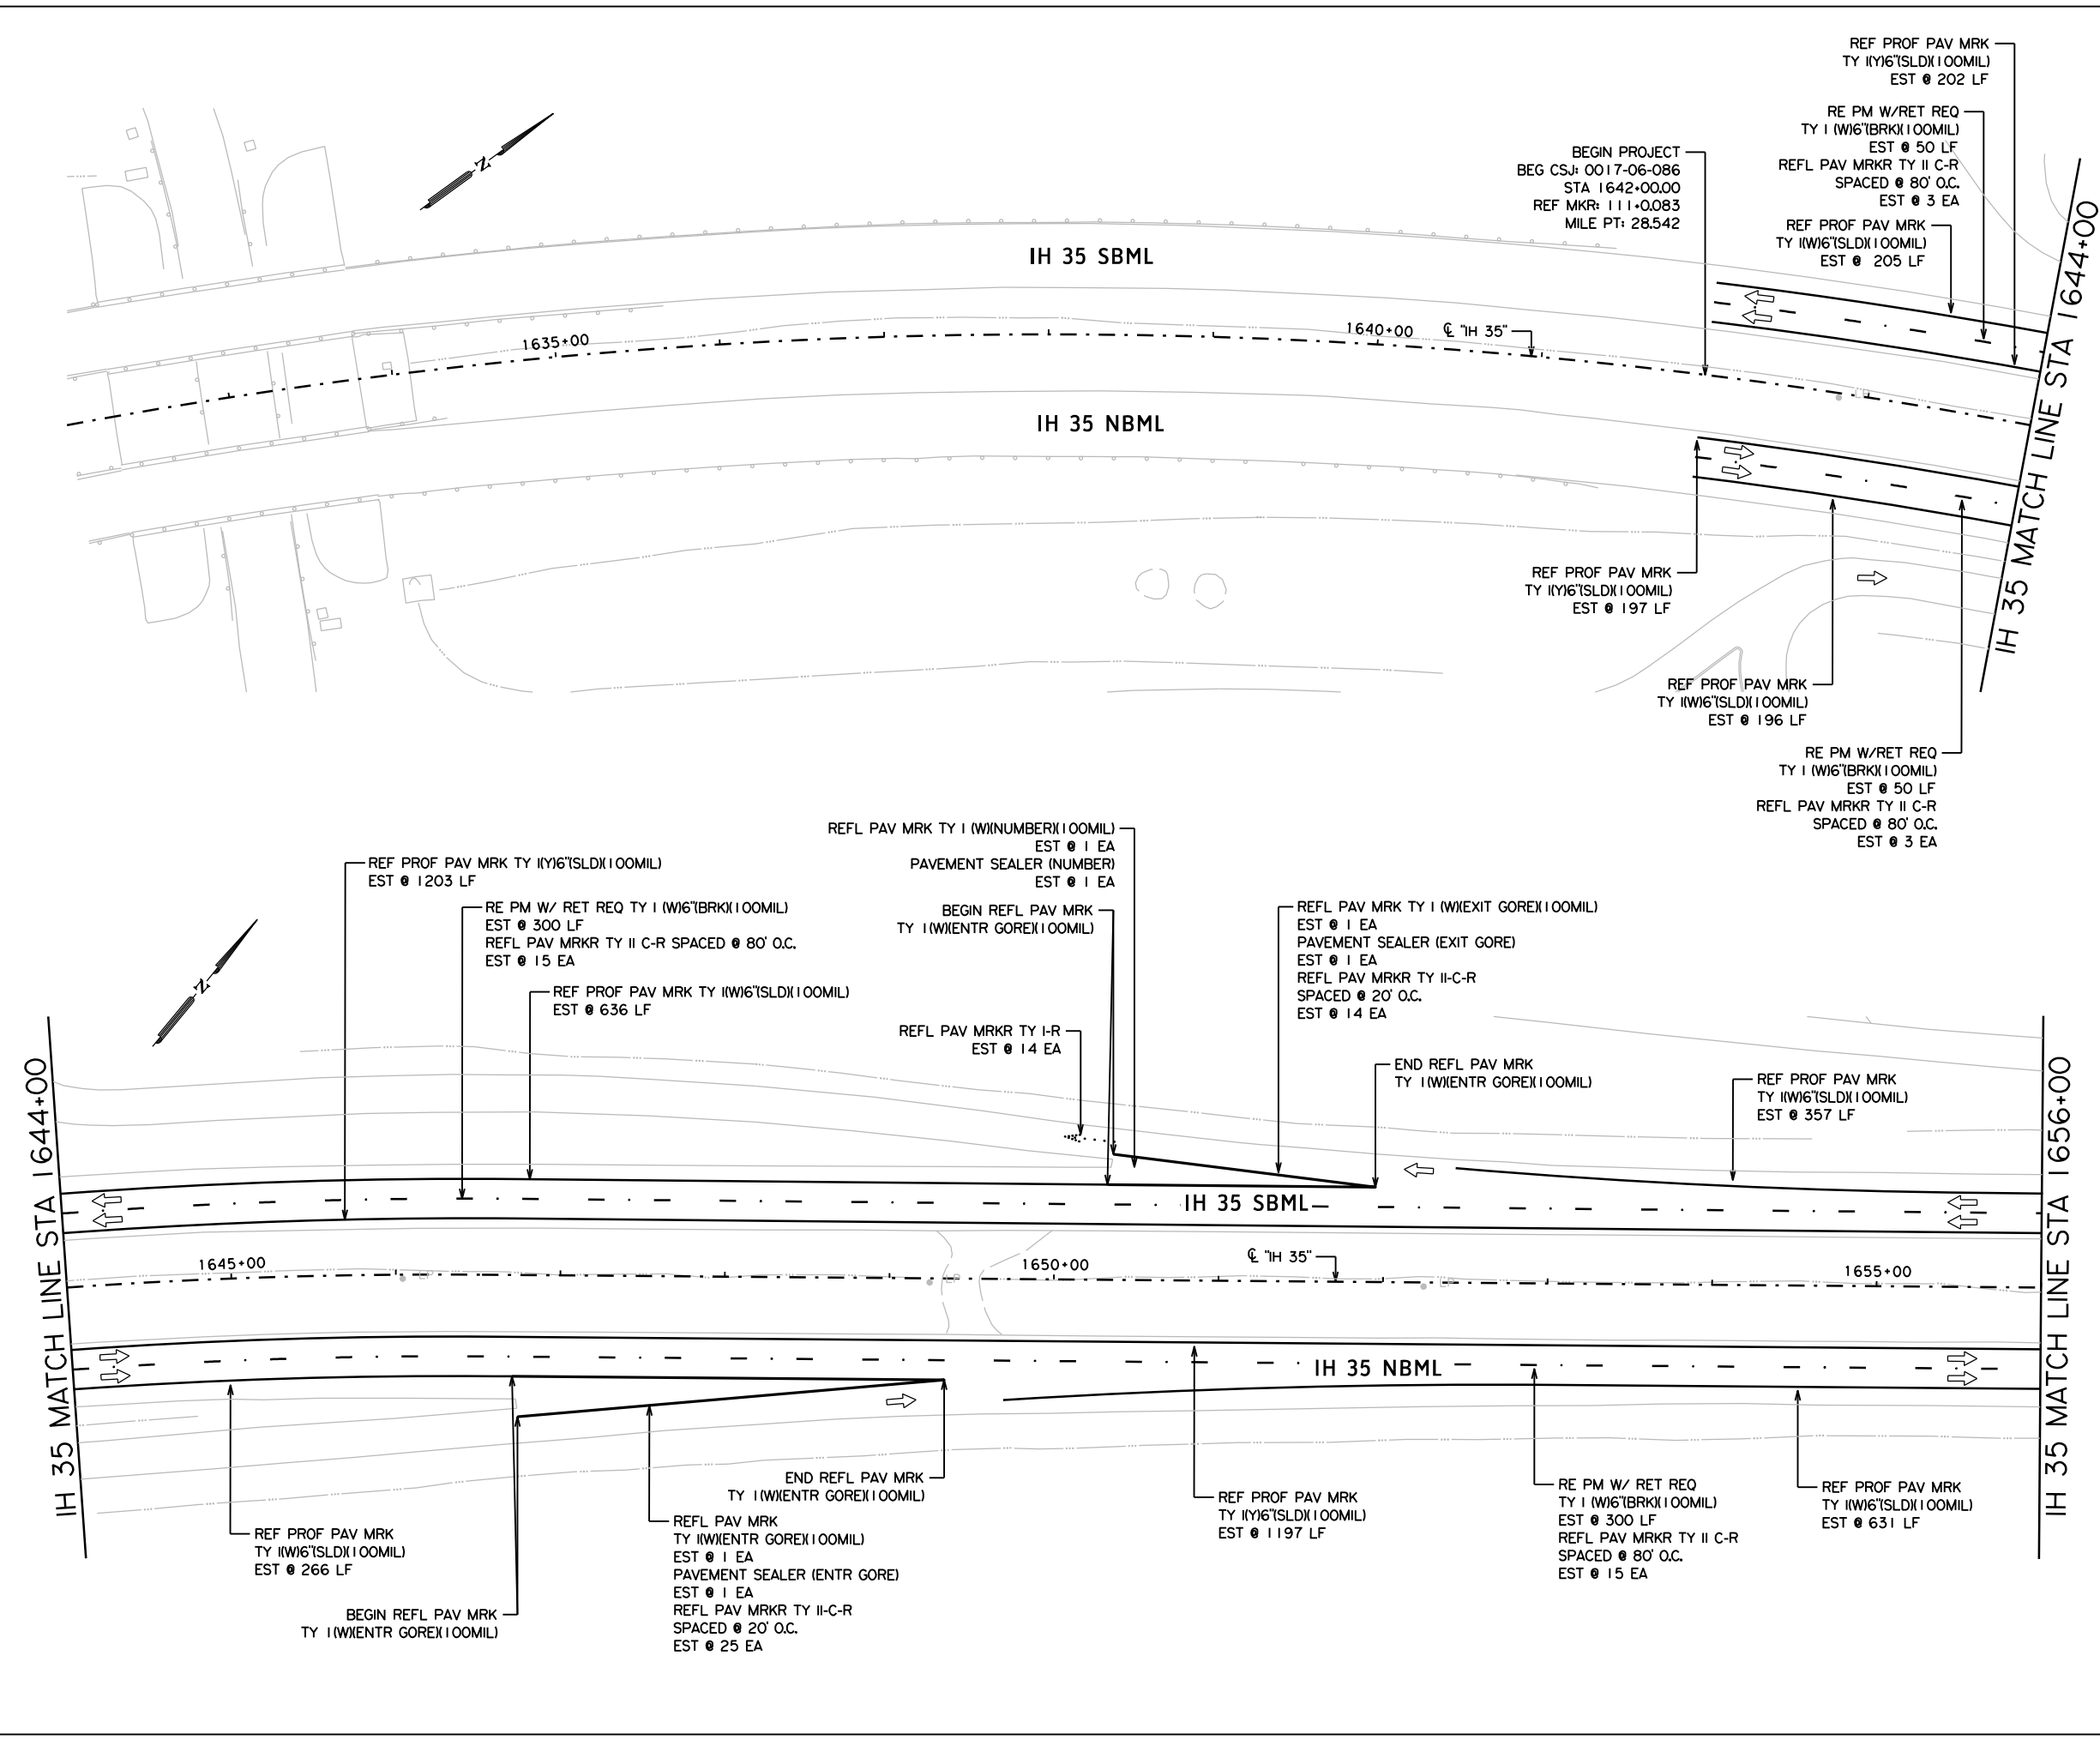 REF PROF PAV MRK
TY I(Y)6"(SLD)(100MIL)
EST @ 202 LF
RE PM W/RET REQ
TY I (W)6"(BRK)(100MIL)
EST @ 50 LF
REFL PAV MRKR TY II C-R
SPACED @ 80' O.C.
EST @ 3 EA
REF PROF PAV MRK
TY I(W)6"(SLD)(100MIL)
EST @ 205 LF
BEGIN PROJECT
BEG CSJ: 0017-06-086
STA 1642+00.00
REF MKR: 111+0.083
MILE PT: 28.542
N
IH 35 SBML
1635+00
1640+00
℄ "IH 35"
IH 35 NBML
IH 35 MATCH LINE STA 1644+00
REF PROF PAV MRK
TY I(Y)6"(SLD)(100MIL)
EST @ 197 LF
REF PROF PAV MRK
TY I(W)6"(SLD)(100MIL)
EST @ 196 LF
RE PM W/RET REQ
TY I (W)6"(BRK)(100MIL)
EST @ 50 LF
REFL PAV MRKR TY II C-R
SPACED @ 80' O.C.
EST @ 3 EA
REF PROF PAV MRK TY I(Y)6"(SLD)(100MIL)
EST @ 1203 LF
RE PM W/ RET REQ TY I (W)6"(BRK)(100MIL)
EST @ 300 LF
REFL PAV MRKR TY II C-R SPACED @ 80' O.C.
EST @ 15 EA
REF PROF PAV MRK TY I(W)6"(SLD)(100MIL)
EST @ 636 LF
REFL PAV MRK TY I (W)(NUMBER)(100MIL)
EST @ 1 EA
PAVEMENT SEALER (NUMBER)
EST @ 1 EA
BEGIN REFL PAV MRK
TY I(W)(ENTR GORE)(100MIL)
REFL PAV MRKR TY I-R
EST @ 14 EA
REFL PAV MRK TY I (W)(EXIT GORE)(100MIL)
EST @ 1 EA
PAVEMENT SEALER (EXIT GORE)
EST @ 1 EA
REFL PAV MRKR TY II-C-R
SPACED @ 20' O.C.
EST @ 14 EA
END REFL PAV MRK
TY I(W)(ENTR GORE)(100MIL)
REF PROF PAV MRK
TY I(W)6"(SLD)(100MIL)
EST @ 357 LF
N
IH 35 MATCH LINE STA 1644+00
IH 35 SBML
1645+00
1650+00
℄ "IH 35"
1655+00
IH 35 NBML
IH 35 MATCH LINE STA 1656+00
REF PROF PAV MRK
TY I(W)6"(SLD)(100MIL)
EST @ 266 LF
BEGIN REFL PAV MRK
TY I(W)(ENTR GORE)(100MIL)
END REFL PAV MRK
TY I(W)(ENTR GORE)(100MIL)
REFL PAV MRK
TY I(W)(ENTR GORE)(100MIL)
EST @ 1 EA
PAVEMENT SEALER (ENTR GORE)
EST @ 1 EA
REFL PAV MRKR TY II-C-R
SPACED @ 20' O.C.
EST @ 25 EA
REF PROF PAV MRK
TY I(Y)6"(SLD)(100MIL)
EST @ 1197 LF
RE PM W/ RET REQ
TY I (W)6"(BRK)(100MIL)
EST @ 300 LF
REFL PAV MRKR TY II C-R
SPACED @ 80' O.C.
EST @ 15 EA
REF PROF PAV MRK
TY I(W)6"(SLD)(100MIL)
EST @ 631 LF